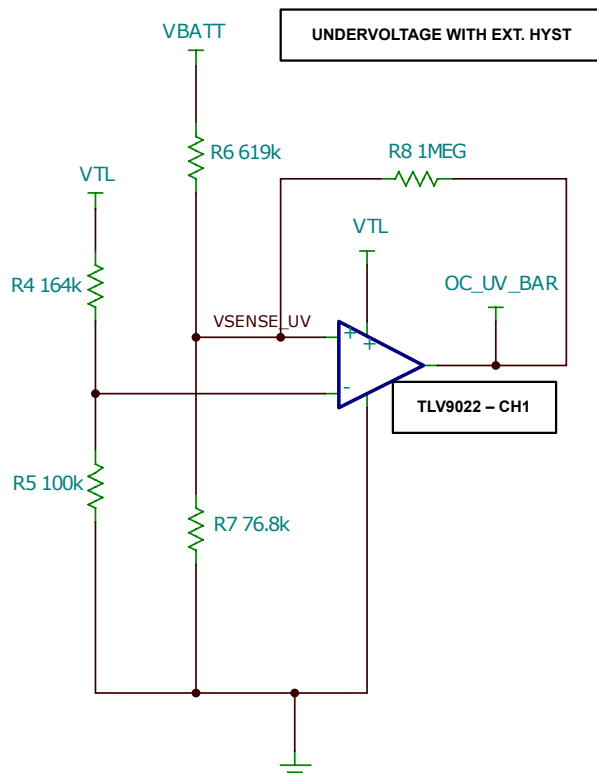 UNDERVOLTAGE WITH EXT. HYST
VBATT
R6 619k
R8 1MEG
VTL
VTL
R4 164k
OC_UV_BAR
VSENSE_UV
+
+
-
TLV9022 – CH1
R5 100k
R7 76.8k